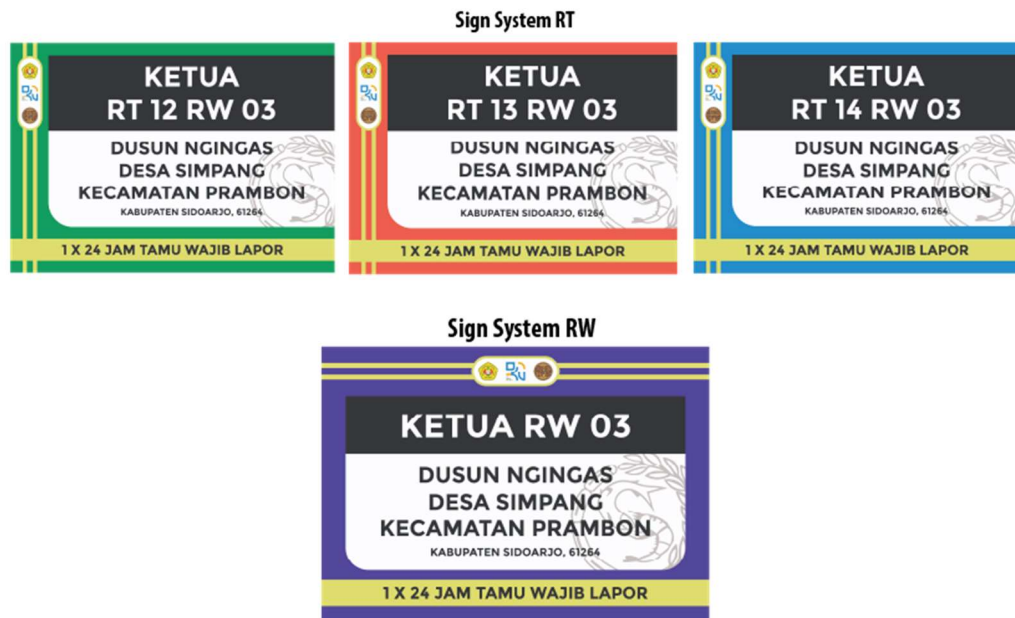 Sign System RT
KETUA
RT 12 RW 03
DUSUN NGINGAS
DESA SIMPANG
KECAMATAN PRAMBON
KABUPATEN SIDOARJO, 61264
1 X 24 JAM TAMU WAJIB LAPOR
KETUA
RT 13 RW 03
DUSUN NGINGAS
DESA SIMPANG
KECAMATAN PRAMBON
KABUPATEN SIDOARJO, 61264
1 X 24 JAM TAMU WAJIB LAPOR
KETUA
RT 14 RW 03
DUSUN NGINGAS
DESA SIMPANG
KECAMATAN PRAMBON
KABUPATEN SIDOARJO, 61264
1 X 24 JAM TAMU WAJIB LAPOR
Sign System RW
KETUA RW 03
DUSUN NGINGAS
DESA SIMPANG
KECAMATAN PRAMBON
KABUPATEN SIDOARJO, 61264
1 X 24 JAM TAMU WAJIB LAPOR